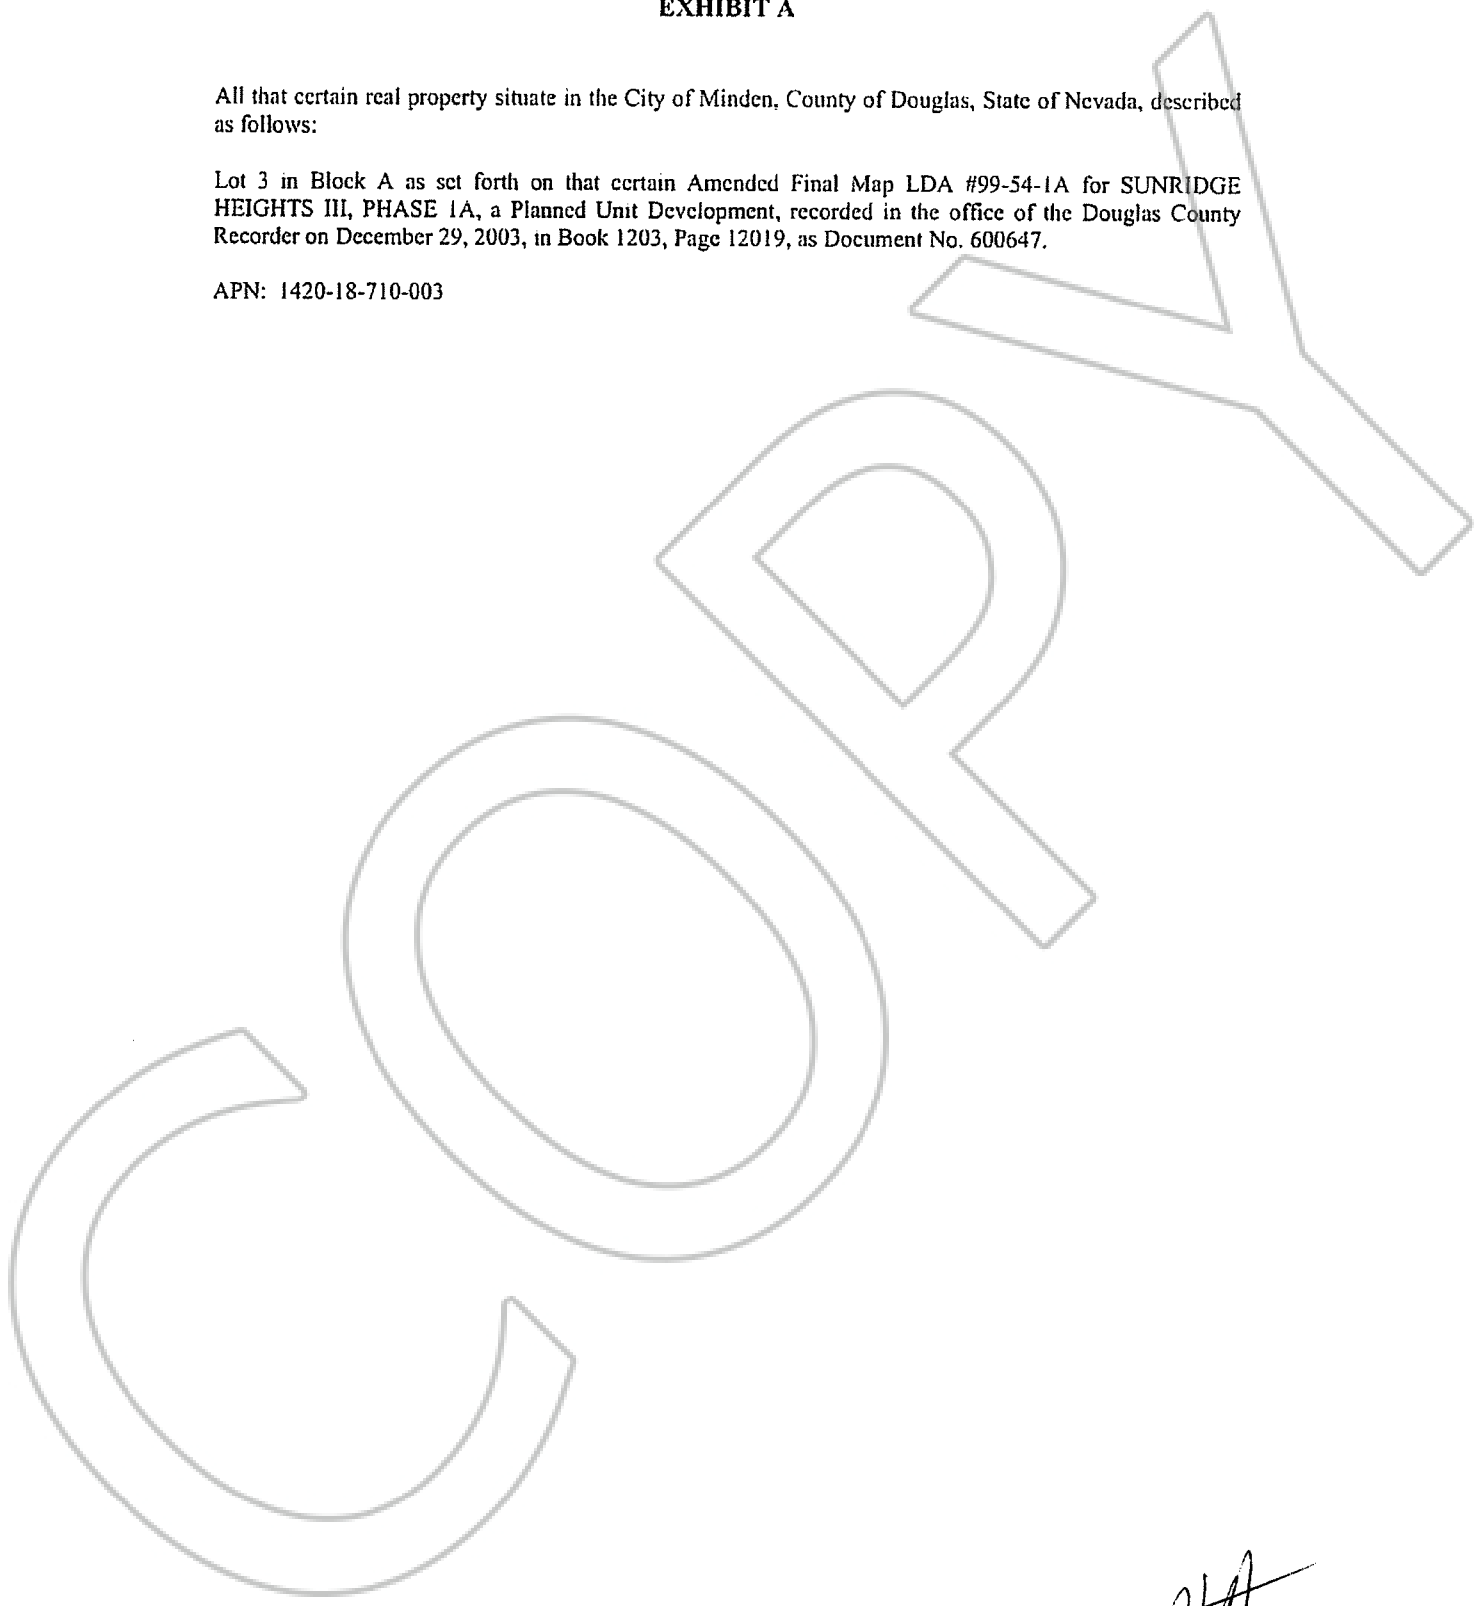 EXHIBIT A
All that certain real property situate in the City of Minden, County of Douglas, State of Nevada, described
as follows:
Lot 3 in Block A as set forth on that certain Amended Final Map LDA #99-54-1A for SUNRIDGE
HEIGHTS III, PHASE 1A, a Planned Unit Development, recorded in the office of the Douglas County
Recorder on December 29, 2003, in Book 1203, Page 12019, as Document No. 600647.
APN: 1420-18-710-003
COPY